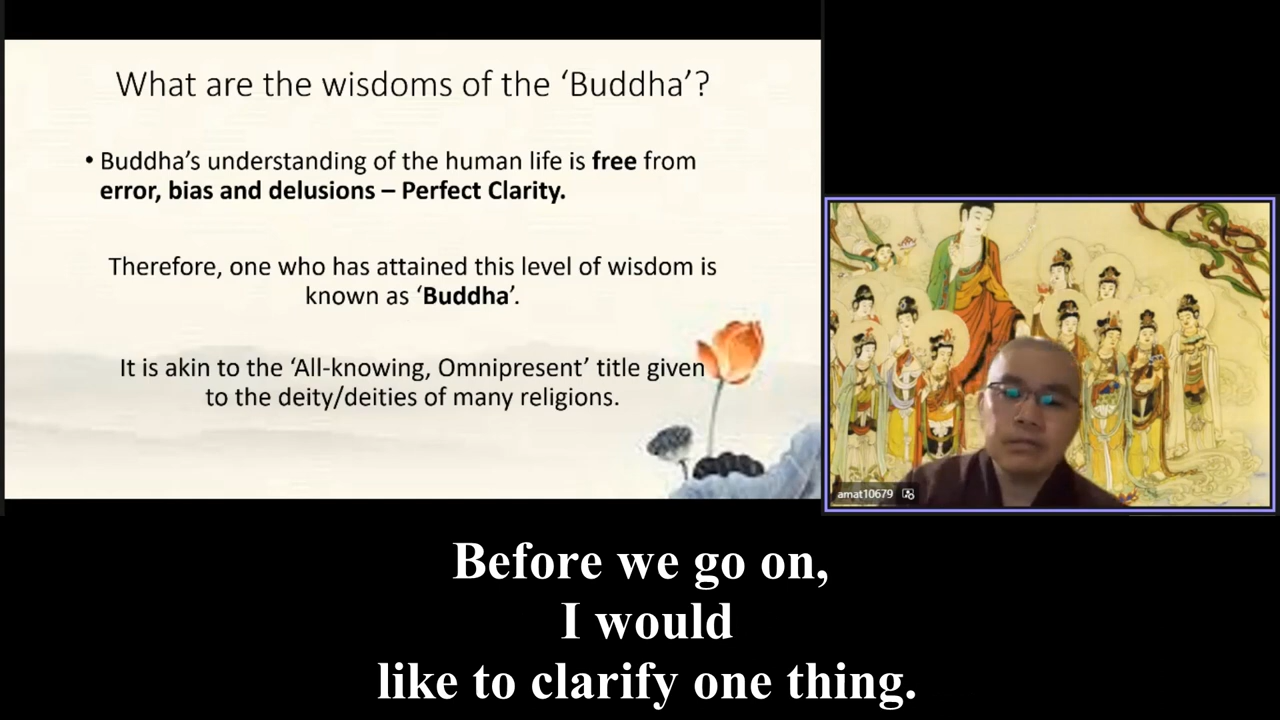 What are the wisdoms of the ‘Buddha’?
• Buddha’s understanding of the human life is free from
error, bias and delusions – Perfect Clarity.
Therefore, one who has attained this level of wisdom is
known as ‘Buddha’.
It is akin to the ‘All-knowing, Omnipresent’ title given
to the deity/deities of many religions.
amat10679
Before we go on,
I would
like to clarify one thing.